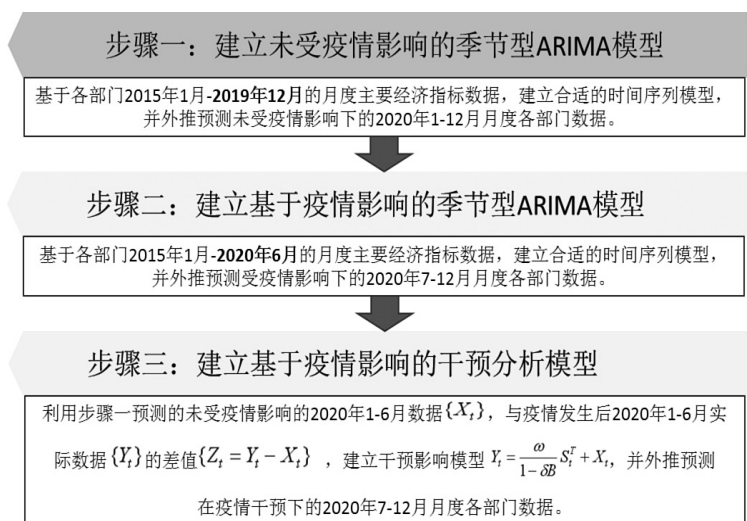 步骤一：建立未受疫情影响的季节型ARIMA模型
基于各部门2015年1月-2019年12月的月度主要经济指标数据，建立合适的时间序列模型，
并外推预测未受疫情影响下的2020年1-12月月度各部门数据。
步骤二：建立基于疫情影响的季节型ARIMA模型
基于各部门2015年1月-2020年6月的月度主要经济指标数据，建立合适的时间序列模型，
并外推预测受疫情影响下的2020年7-12月月度各部门数据。
步骤三：建立基于疫情影响的干预分析模型
利用步骤一预测的未受疫情影响的2020年1-6月数据{X_t}，与疫情发生后2020年1-6月实
际数据{Y_t}的差值{Z_t = Y_t − X_t}，建立干预影响模型 Y_t = \frac{ω}{1−δB} S_t^T + X_t，并外推预测
在疫情干预下的2020年7-12月月度各部门数据。